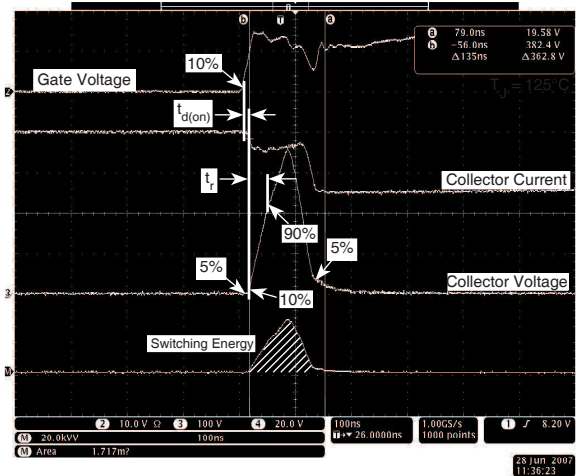 b T a
a 79.0ns 19.58 V
b −56.0ns 382.4 V
Δ135ns Δ362.8 V
10%
Gate Voltage
TJ = 125°C
2
td(on)
tr
Collector Current
90%
5%
5%
Collector Voltage
3
10%
Switching Energy
M
2 10.0 V Ω 3 100 V 4 20.0 V
M 20.0kVV 100ns
M Area 1.717m?
100ns
26.0000ns
1.00GS/s
1000 points
1 8.20 V
28 Jun 2007
11:36:23